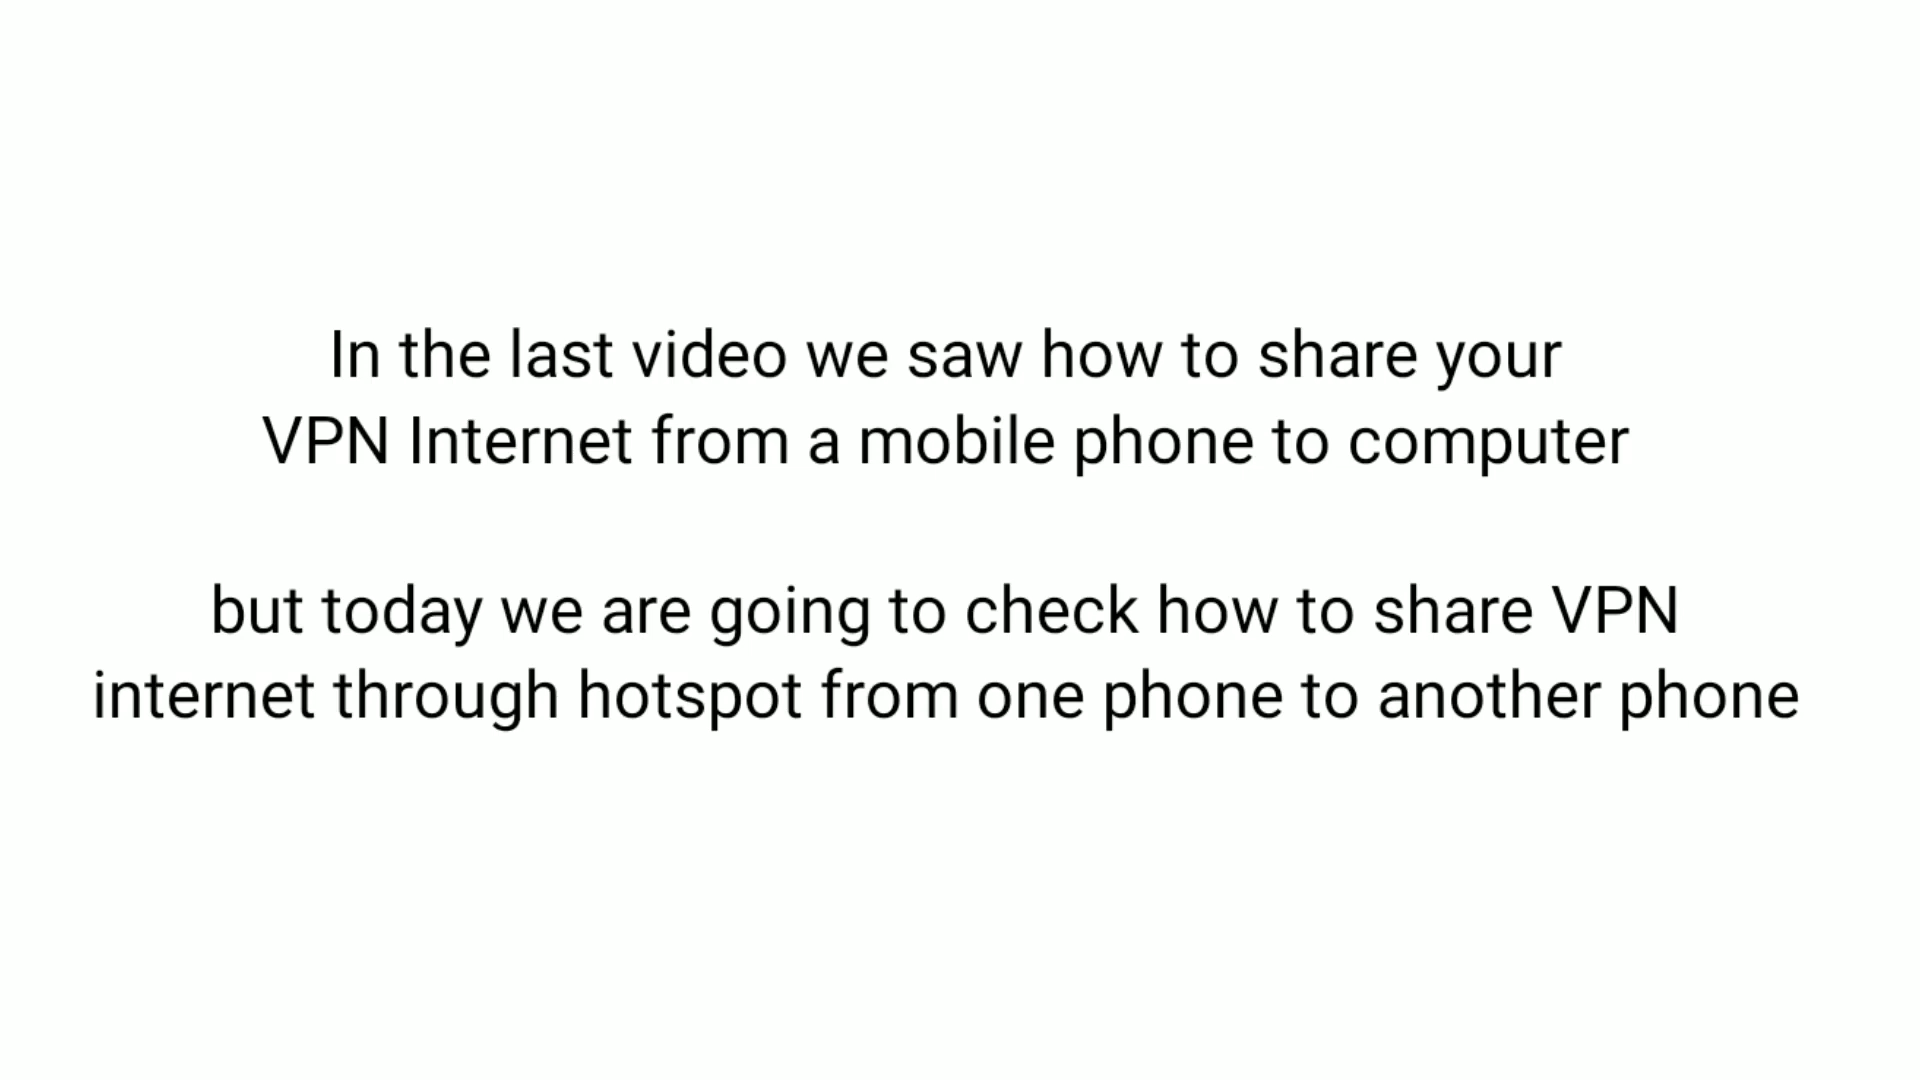 In the last video we saw how to share your
VPN Internet from a mobile phone to computer
but today we are going to check how to share VPN
internet through hotspot from one phone to another phone